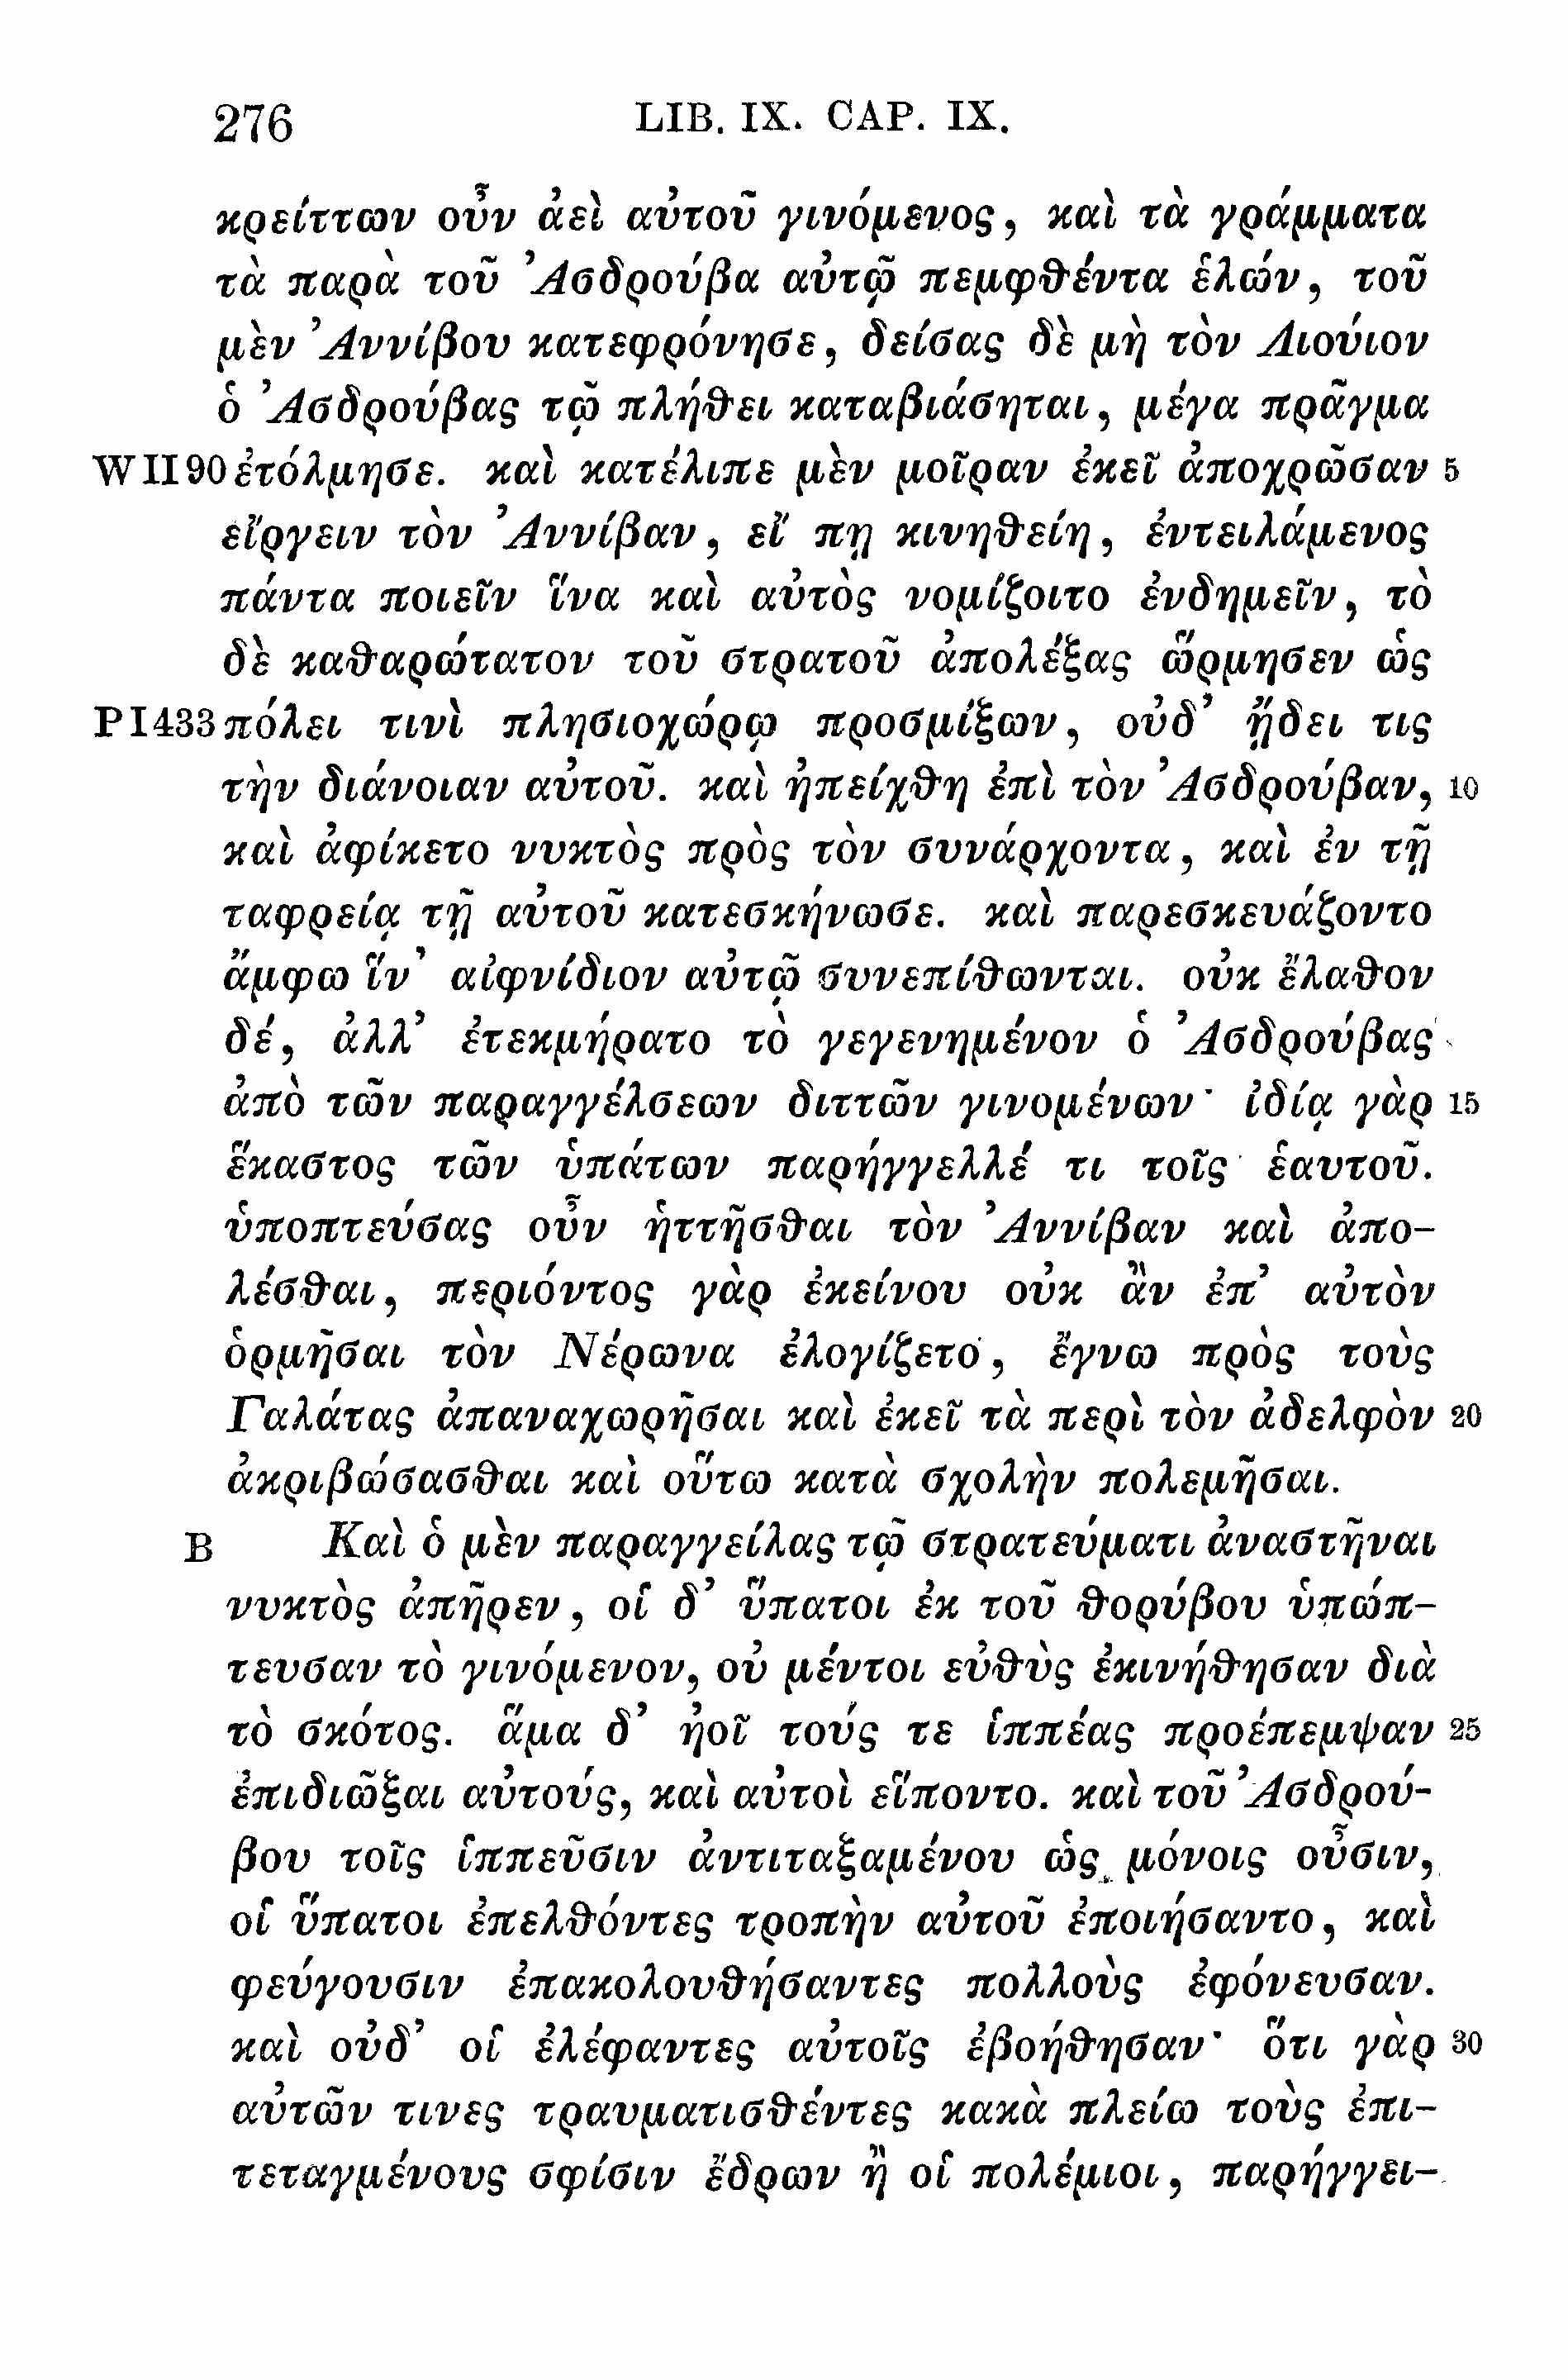 276 LIB. IX. CAP. IX.
κρείττων οὖν ἀεὶ αὐτοῦ γινόμενος, καὶ τὰ γράμματα
τὰ παρὰ τοῦ Ἀσδρούβα αὐτῷ πεμφθέντα ἑλών, τοῦ
μὲν Ἀννίβου κατεφρόνησε, δείσας δὲ μὴ τὸν Λιούιον
ὁ Ἀσδρούβας τῷ πλήθει καταβιάσηται, μέγα πρᾶγμα
W II 90 ἐτόλμησε. καὶ κατέλιπε μὲν μοῖραν ἐκεῖ ἀποχρῶσαν 5
εἴργειν τὸν Ἀννίβαν, εἴ πῃ κινηθείη, ἐντειλάμενος
πάντα ποιεῖν ἵνα καὶ αὐτὸς νομίζοιτο ἐνδημεῖν, τὸ
δὲ καθαρώτατον τοῦ στρατοῦ ἀπολέξας ὥρμησεν ὡς
P I 433 πόλει τινὶ πλησιοχώρῳ προσμίξων, οὐδ’ ᾔδει τις
τὴν διάνοιαν αὐτοῦ. καὶ ἠπείχθη ἐπὶ τὸν Ἀσδρούβαν, 10
καὶ ἀφίκετο νυκτὸς πρὸς τὸν συνάρχοντα, καὶ ἐν τῇ
ταφρείᾳ τῇ αὐτοῦ κατεσκήνωσε. καὶ παρεσκευάζοντο
ἄμφω ἵν’ αἰφνίδιον αὐτῷ συνεπίθωνται. οὐκ ἔλαθον
δέ, ἀλλ’ ἐτεκμήρατο τὸ γεγενημένον ὁ Ἀσδρούβας
ἀπὸ τῶν παραγγέλσεων διττῶν γινομένων· ἰδίᾳ γὰρ 15
ἕκαστος τῶν ὑπάτων παρήγγελλέ τι τοῖς ἑαυτοῦ.
ὑποπτεύσας οὖν ἡττῆσθαι τὸν Ἀννίβαν καὶ ἀπο-
λέσθαι, περιόντος γὰρ ἐκείνου οὐκ ἂν ἐπ’ αὐτὸν
ὁρμῆσαι τὸν Νέρωνα ἐλογίζετο, ἔγνω πρὸς τοὺς
Γαλάτας ἀπαναχωρῆσαι καὶ ἐκεῖ τὰ περὶ τὸν ἀδελφὸν 20
ἀκριβώσασθαι καὶ οὕτω κατὰ σχολὴν πολεμῆσαι.
B Καὶ ὁ μὲν παραγγείλας τῷ στρατεύματι ἀναστῆναι
νυκτὸς ἀπῆρεν, οἱ δ’ ὕπατοι ἐκ τοῦ θορύβου ὑπώπ-
τευσαν τὸ γινόμενον, οὐ μέντοι εὐθὺς ἐκινήθησαν διὰ
τὸ σκότος. ἅμα δ’ ἠοῖ τούς τε ἱππέας προέπεμψαν 25
ἐπιδιῶξαι αὐτούς, καὶ αὐτοὶ εἵποντο. καὶ τοῦ Ἀσδρού-
βου τοῖς ἱππεῦσιν ἀντιταξαμένου ὡς μόνοις οὖσιν,
οἱ ὕπατοι ἐπελθόντες τροπὴν αὐτοῦ ἐποιήσαντο, καὶ
φεύγουσιν ἐπακολουθήσαντες πολλοὺς ἐφόνευσαν.
καὶ οὐδ’ οἱ ἐλέφαντες αὐτοῖς ἐβοήθησαν· ὅτι γὰρ 30
αὐτῶν τινες τραυματισθέντες κακὰ πλείω τοὺς ἐπι-
τεταγμένους σφίσιν ἔδρων ἢ οἱ πολέμιοι, παρήγγει-